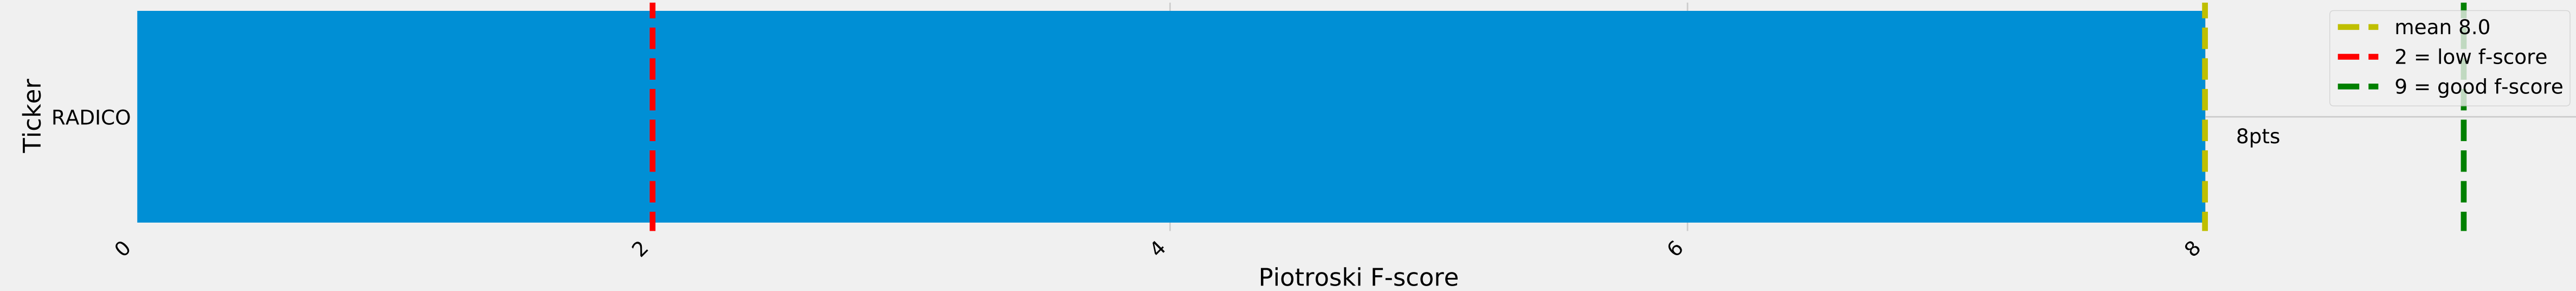 mean 8.0
2 = low f-score
9 = good f-score
Ticker
RADICO
8pts
0 2 4 6 8
Piotroski F-score